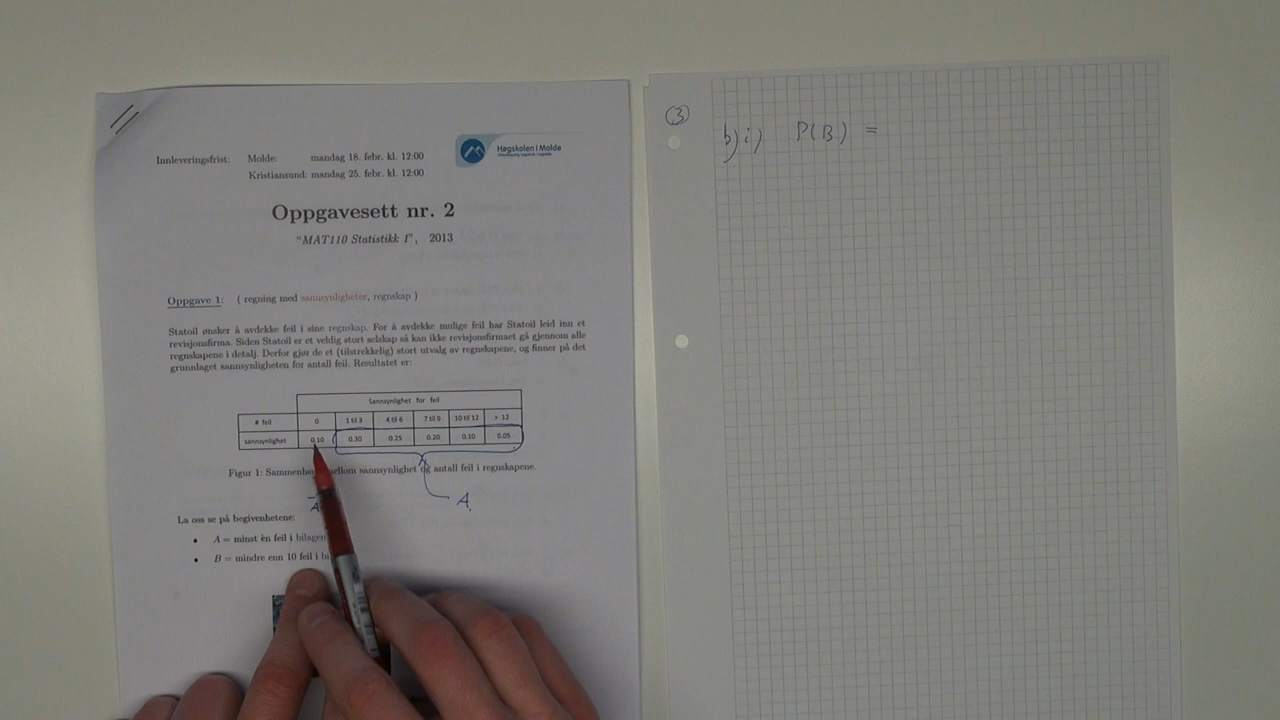 Innleveringsfrist: Molde: mandag 18. febr. kl. 12:00
Kristiansund: mandag 25. febr. kl. 12:00
Høgskolen i Molde
Oppgavesett nr. 2
"MAT110 Statistikk 1", 2013
Oppgave 1: ( regning med sannsynligheter, regnskap )
Statoil ønsker å avdekke feil i sine regnskap. For å avdekke mulige feil har Statoil leid inn et
revisjonsfirma. Siden Statoil er et veldig stort selskap så kan ikke revisjonsfirmaet gå gjennom alle
regnskapene i detalj. Derfor gjør de et (tilstrekkelig) stort utvalg av regnskapene, og finner på det
grunnlaget sannsynligheten for antall feil. Resultatet er:
Sannsynlighet for feil
# feil 0 1 til 3 4 til 6 7 til 9 10 til 12 > 12
sannsynlighet 0.10 0.30 0.25 0.20 0.10 0.05
Figur 1: sannsynlighet og antall feil i regnskapene.
A
A
La oss se på begivenhetene:
• A = minst èn feil i
• B = mindre enn 10 feil i
3
b) i) P(B) =